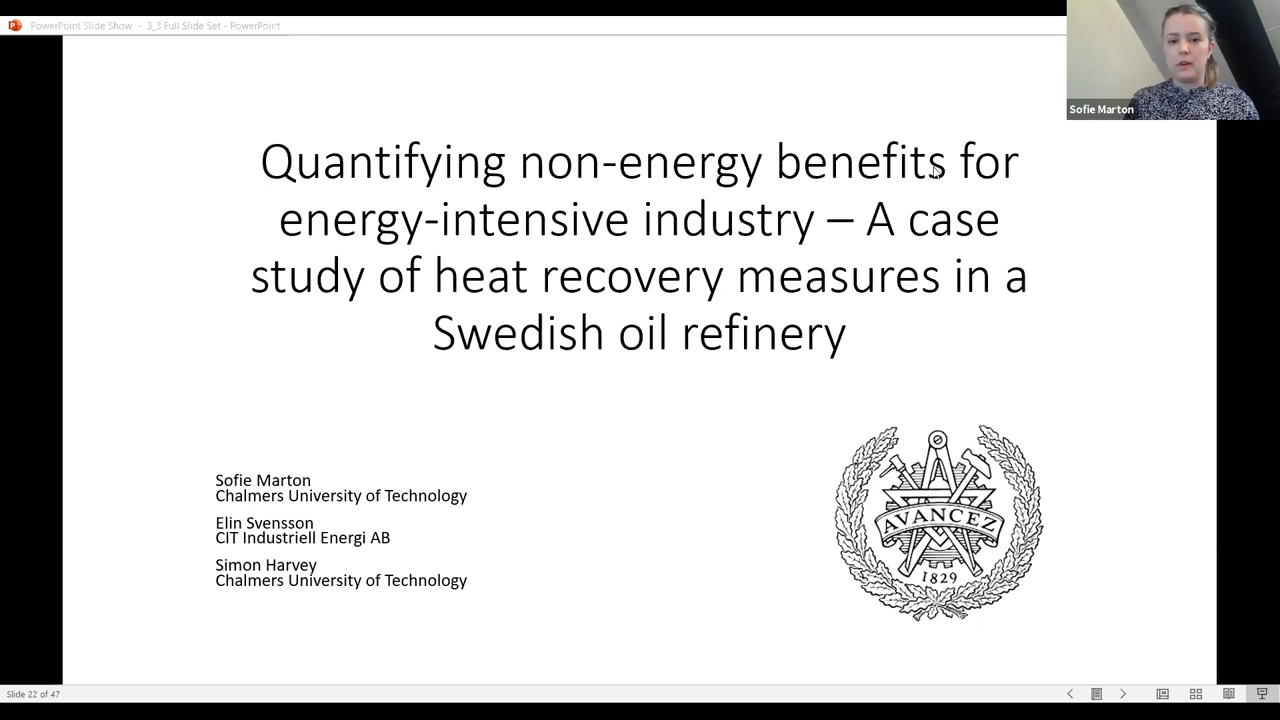 PowerPoint Slide Show - 3_3 Full Slide Set - PowerPoint
Sofie Marton
Quantifying non-energy benefits for
energy-intensive industry – A case
study of heat recovery measures in a
Swedish oil refinery
Sofie Marton
Chalmers University of Technology
Elin Svensson
CIT Industriell Energi AB
Simon Harvey
Chalmers University of Technology
AVANCEZ
1829
Slide 22 of 47